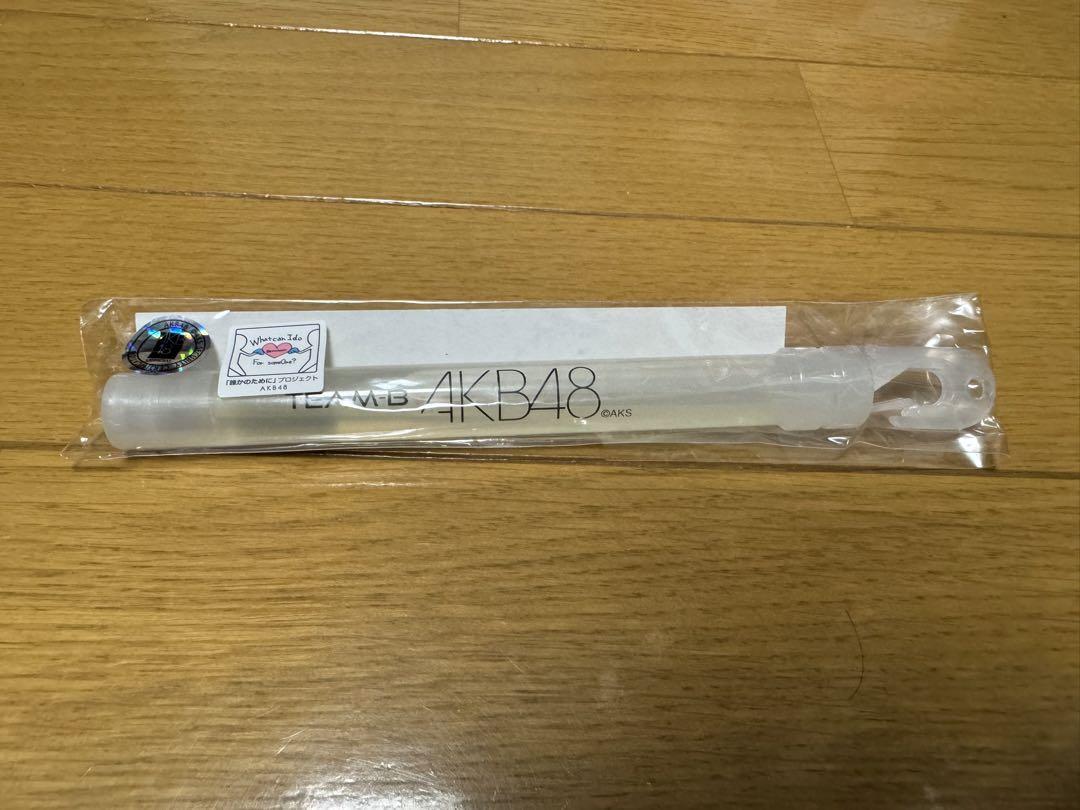 What can I do
For someOne?
「誰かのために」プロジェクト
AKB48
TEAM-B AKB48 ©AKS